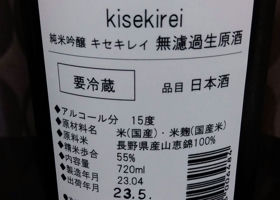 kisekirei
純米吟醸 キセキレイ 無濾過生原酒
要冷蔵
品目 日本酒
◆アルコール分 15度
◆原材料名 米(国産)・米麹(国産米)
◆原料米 長野県産山恵錦100%
◆精米歩合 55%
◆内容量 720ml
◆製造年月 23.04
◆出荷年月 23.5.